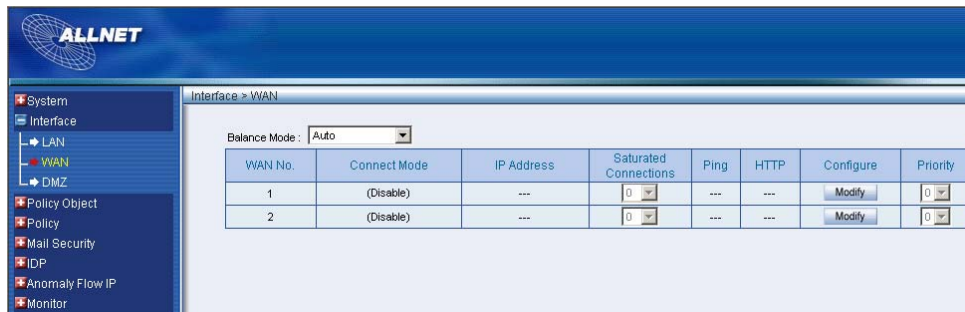 ALLNET
System
Interface
LAN
WAN
DMZ
Policy Object
Policy
Mail Security
IDP
Anomaly Flow IP
Monitor
Interface > WAN
Balance Mode : Auto
WAN No. Connect Mode IP Address Saturated Connections Ping HTTP Configure Priority
1 (Disable) --- 0 --- --- Modify 0
2 (Disable) --- 0 --- --- Modify 0